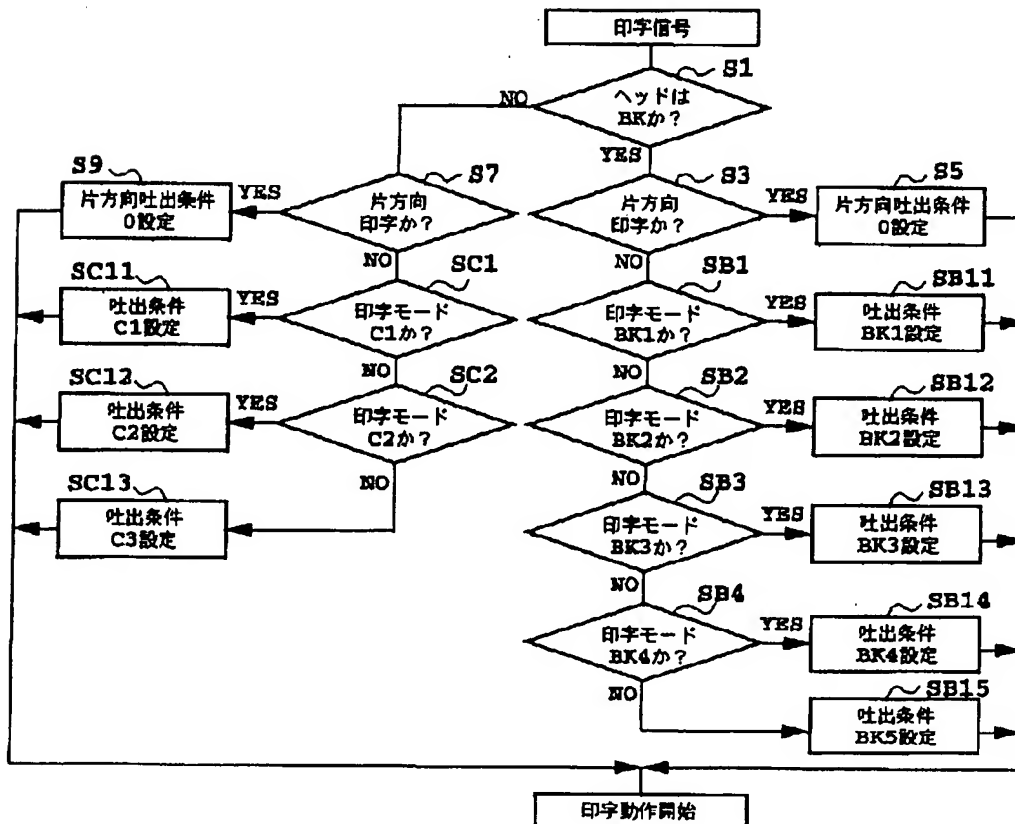 印字信号
S1
ヘッドは
BKか?
NO
YES
S9
S7
S3
S5
片方向吐出条件
0設定
YES
片方向
印字か?
片方向
印字か?
YES
片方向吐出条件
0設定
NO
NO
SC11
SC1
SB1
SB11
吐出条件
C1設定
YES
印字モード
C1か?
印字モード
BK1か?
YES
吐出条件
BK1設定
NO
NO
SC12
SC2
SB2
SB12
吐出条件
C2設定
YES
印字モード
C2か?
印字モード
BK2か?
YES
吐出条件
BK2設定
NO
NO
SC13
SB3
SB13
吐出条件
C3設定
印字モード
BK3か?
YES
吐出条件
BK3設定
NO
SB4
SB14
印字モード
BK4か?
YES
吐出条件
BK4設定
NO
SB15
吐出条件
BK5設定
印字動作開始